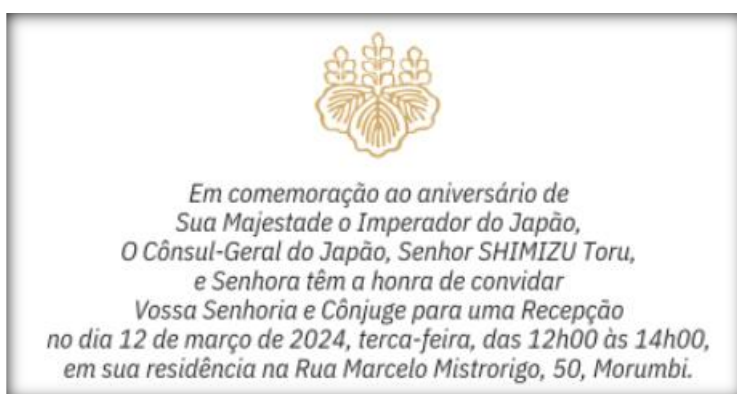 Em comemoração ao aniversário de
Sua Majestade o Imperador do Japão,
O Cônsul-Geral do Japão, Senhor SHIMIZU Toru,
e Senhora têm a honra de convidar
Vossa Senhoria e Cônjuge para uma Recepção
no dia 12 de março de 2024, terca-feira, das 12h00 às 14h00,
em sua residência na Rua Marcelo Mistrorigo, 50, Morumbi.